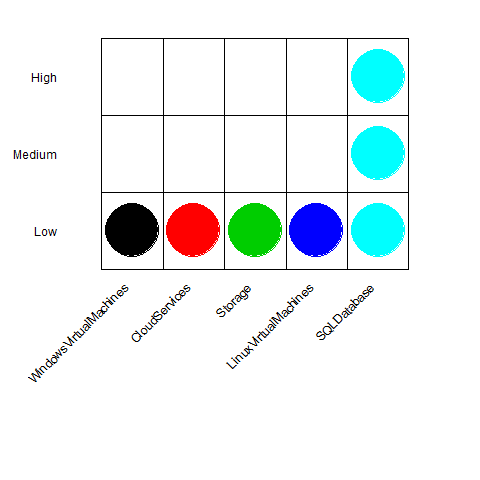 High
Medium
Low
WindowsVirtualMachines
CloudServices
Storage
LinuxVirtualMachines
SQLDatabase